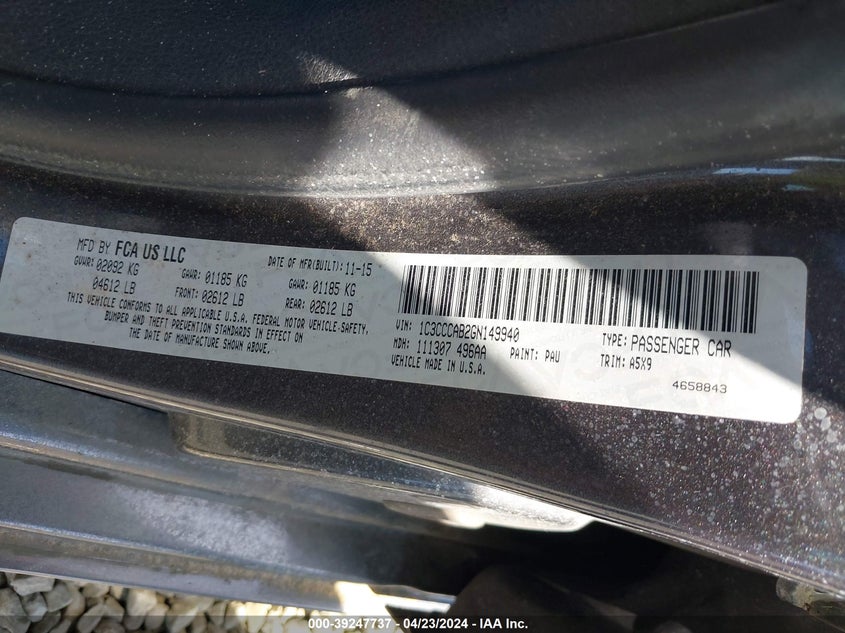 MFD BY FCA US LLC
DATE OF MFR(BUILT): 11-15
GVWR: 02092 KG GAWR: 01185 KG GAWR: 01185 KG
04612 LB FRONT: 02612 LB REAR: 02612 LB
THIS VEHICLE CONFORMS TO ALL APPLICABLE U.S.A. FEDERAL MOTOR VEHICLE SAFETY,
BUMPER AND THEFT PREVENTION STANDARDS IN EFFECT ON
THE DATE OF MANUFACTURE SHOWN ABOVE.
VIN: 1C3CCCAB2GN149940 TYPE: PASSENGER CAR
MDH: 111307 496AA PAINT: PAU TRIM: A5X9
VEHICLE MADE IN U.S.A.
4658843
000-39247737 - 04/23/2024 - IAA Inc.